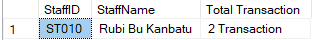 StaffID StaffName Total Transaction
1 ST010 Rubi Bu Kanbatu 2 Transaction